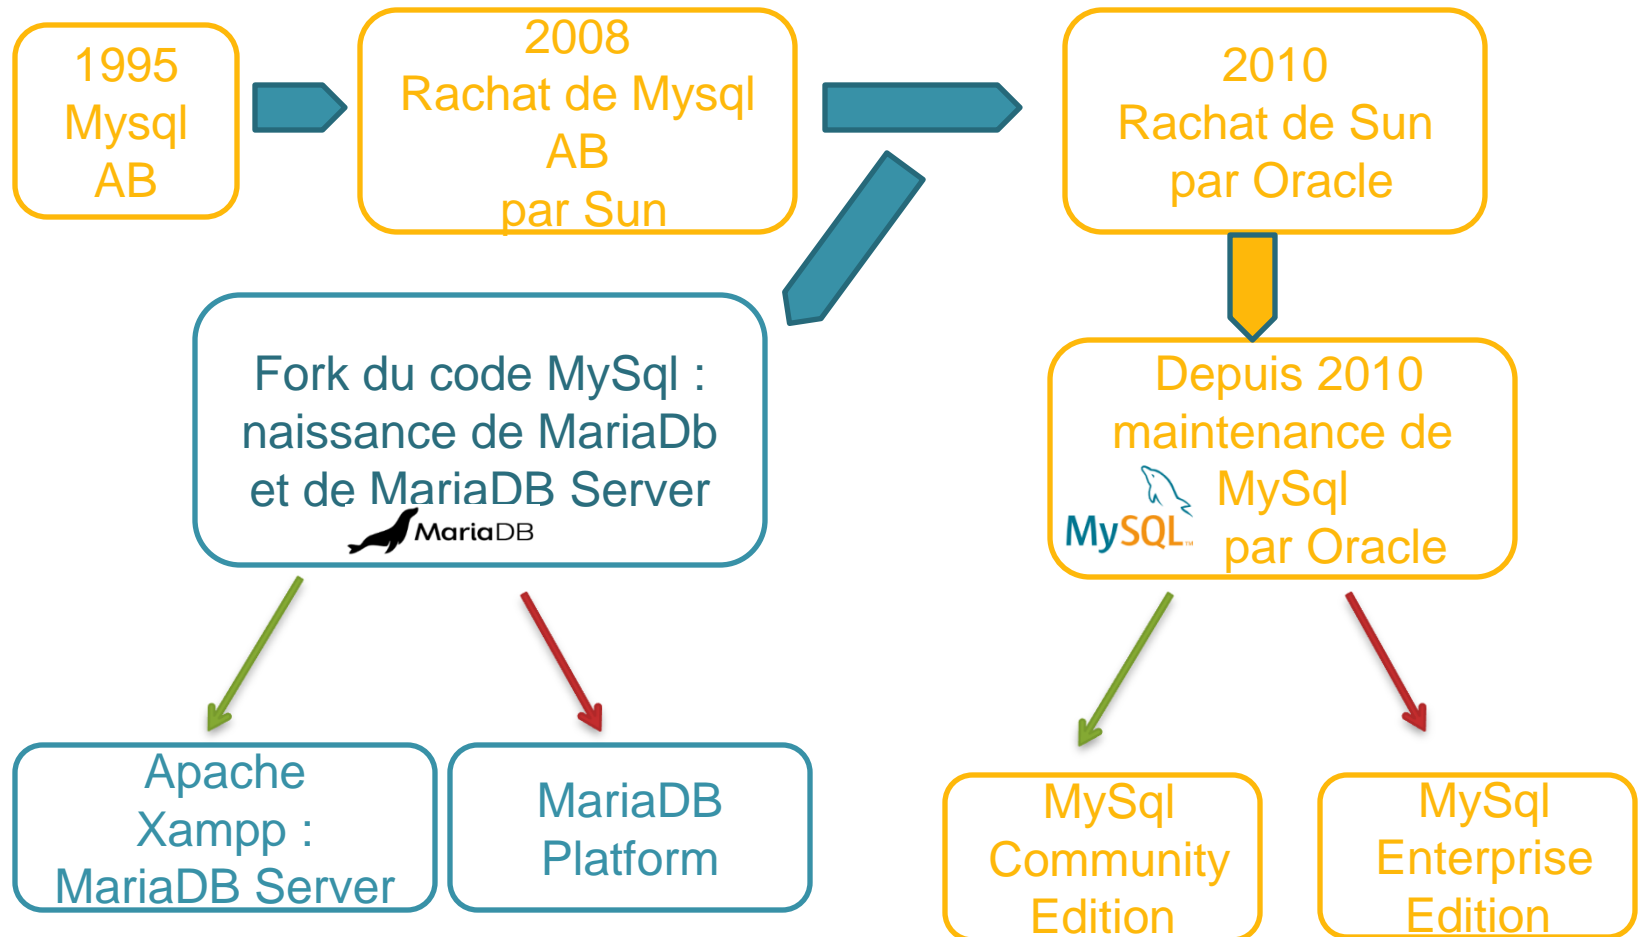 1995
Mysql
AB
2008
Rachat de Mysql
AB
par Sun
2010
Rachat de Sun
par Oracle
Fork du code MySql :
naissance de MariaDb
et de MariaDB Server
MariaDB
Depuis 2010
maintenance de
MySql
par Oracle
MySQL™
Apache
Xampp :
MariaDB Server
MariaDB
Platform
MySql
Community
Edition
MySql
Enterprise
Edition